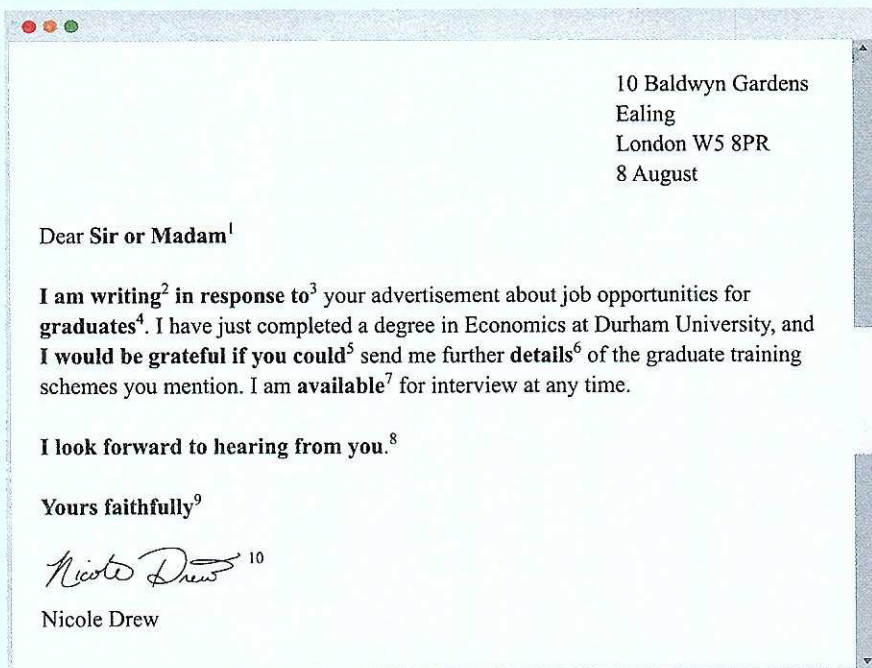 10 Baldwyn Gardens
Ealing
London W5 8PR
8 August
Dear Sir or Madam¹
I am writing² in response to³ your advertisement about job opportunities for
graduates⁴. I have just completed a degree in Economics at Durham University, and
I would be grateful if you could⁵ send me further details⁶ of the graduate training
schemes you mention. I am available⁷ for interview at any time.
I look forward to hearing from you.⁸
Yours faithfully⁹
Nicole Drew ¹⁰
Nicole Drew